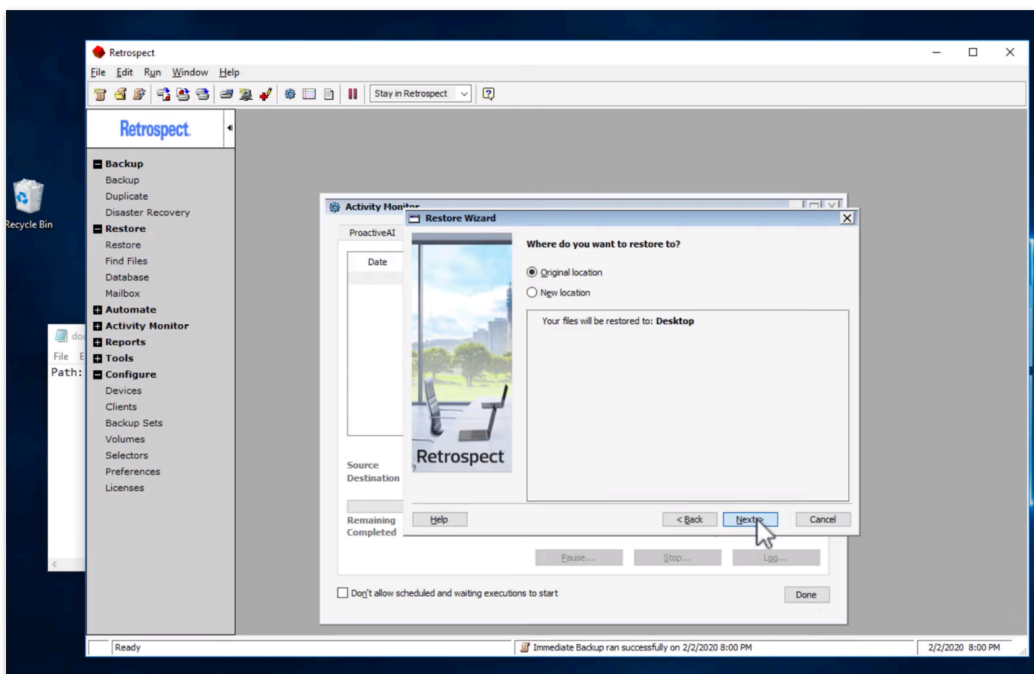 Retrospect
File Edit Run Window Help
Stay in Retrospect
Retrospect
Backup
Backup
Duplicate
Disaster Recovery
Restore
Restore
Find Files
Database
Mailbox
Automate
Activity Monitor
Reports
Tools
Configure
Devices
Clients
Backup Sets
Volumes
Selectors
Preferences
Licenses
Recycle Bin
File
Path:
Activity Monitor
ProactiveAI
Date
Source
Destination
Remaining
Completed
Pause... Stop... Log...
Don't allow scheduled and waiting executions to start
Done
Restore Wizard
Where do you want to restore to?
Original location
New location
Your files will be restored to: Desktop
Retrospect
Help
< Back Next > Cancel
Ready
Immediate Backup ran successfully on 2/2/2020 8:00 PM
2/2/2020 8:00 PM